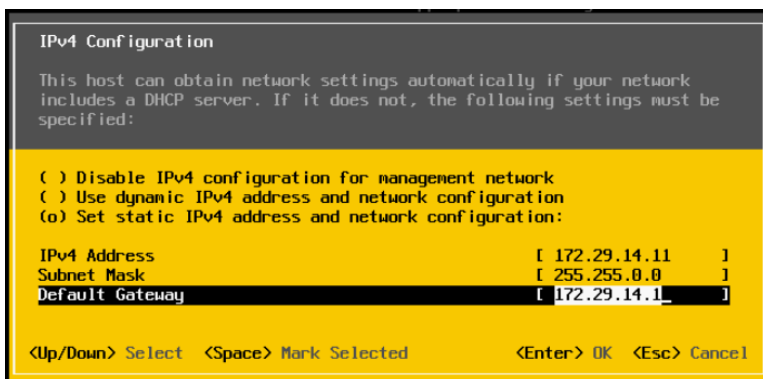 IPv4 Configuration
This host can obtain network settings automatically if your network
includes a DHCP server. If it does not, the following settings must be
specified:
( ) Disable IPv4 configuration for management network
( ) Use dynamic IPv4 address and network configuration
(o) Set static IPv4 address and network configuration:
IPv4 Address [ 172.29.14.11 ]
Subnet Mask [ 255.255.0.0 ]
Default Gateway [ 172.29.14.1_ ]
<Up/Down> Select <Space> Mark Selected <Enter> OK <Esc> Cancel